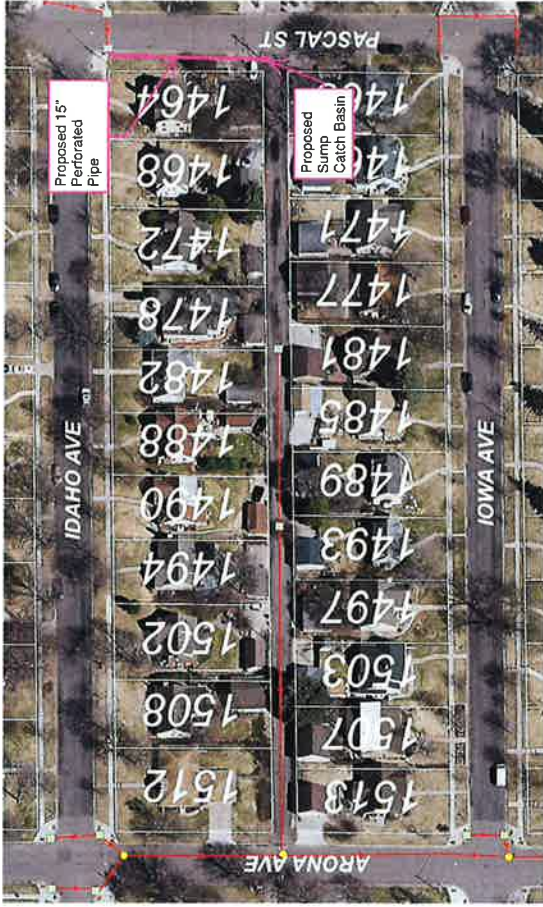 PASCAL ST
Proposed 15"
Perforated
Pipe
Proposed
Sump
Catch Basin
1464
1468
1472
1478
1482
1488
1490
1494
1502
1508
1512
1471
1477
1481
1485
1489
1493
1497
1503
1507
1513
IDAHO AVE
IOWA AVE
ARONA AVE